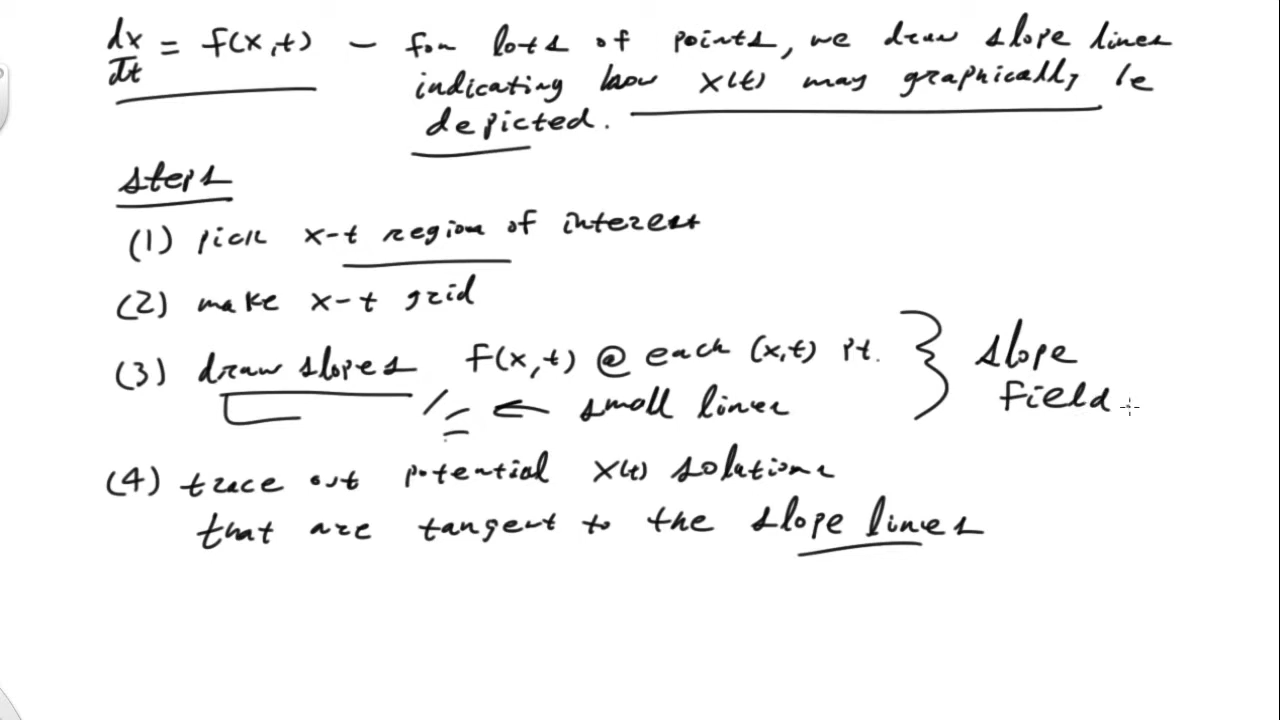 dx/dt = f(x,t) – for lots of points, we draw slope lines
indicating how x(t) may graphically be
depicted.
steps
(1) pick x-t region of interest
(2) make x-t grid
(3) draw slopes f(x,t) @ each (x,t) pt.
← small lines
slope
field
(4) trace out potential x(t) solutions
that are tangent to the slope lines